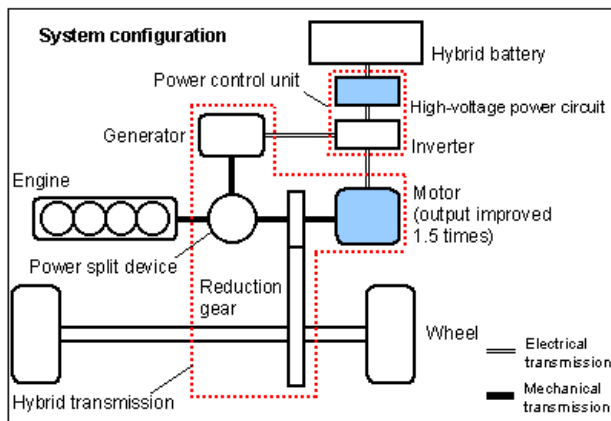 System configuration
Hybrid battery
Power control unit
High-voltage power circuit
Generator
Inverter
Engine
Motor
(output improved
1.5 times)
Power split device
Reduction
gear
Wheel
Electrical
transmission
Hybrid transmission
Mechanical
transmission